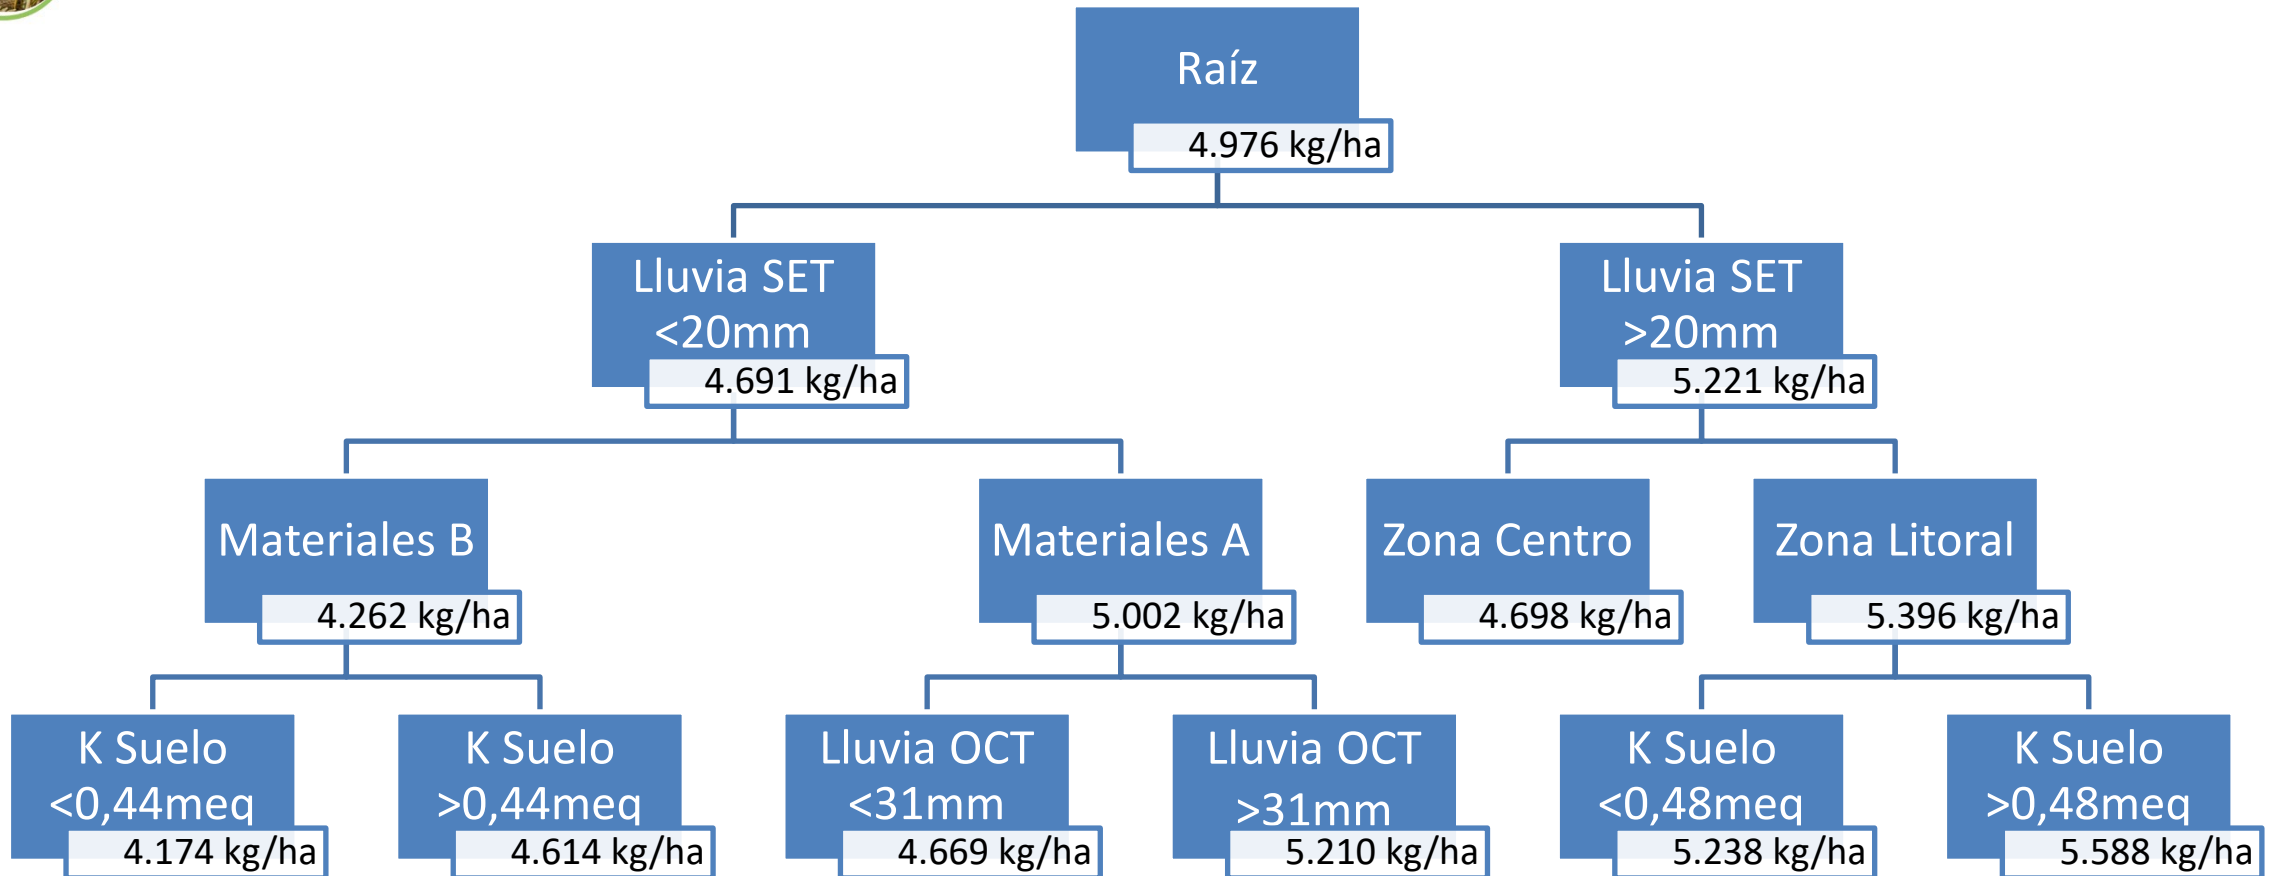 Raíz
4.976 kg/ha
Lluvia SET
<20mm
4.691 kg/ha
Lluvia SET
>20mm
5.221 kg/ha
Materiales B
4.262 kg/ha
Materiales A
5.002 kg/ha
Zona Centro
4.698 kg/ha
Zona Litoral
5.396 kg/ha
K Suelo
<0,44meq
4.174 kg/ha
K Suelo
>0,44meq
4.614 kg/ha
Lluvia OCT
<31mm
4.669 kg/ha
Lluvia OCT
>31mm
5.210 kg/ha
K Suelo
<0,48meq
5.238 kg/ha
K Suelo
>0,48meq
5.588 kg/ha